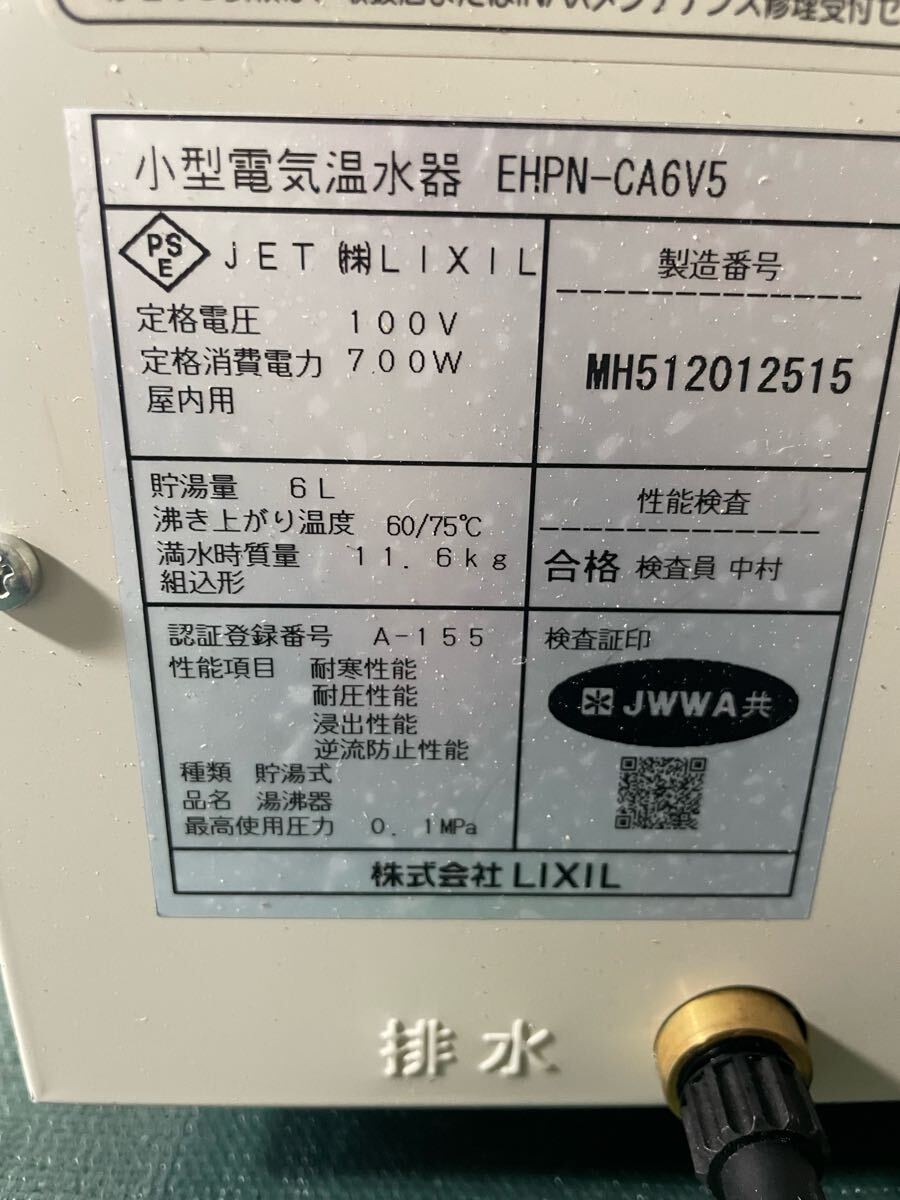 小型電気温水器 EHPN-CA6V5
PSE JET ㈱LIXIL
定格電圧 100V
定格消費電力 700W
屋内用
製造番号
MH512012515
貯湯量 6L
沸き上がり温度 60/75℃
満水時質量 11.6kg
組込形
性能検査
合格 検査員 中村
認証登録番号 A-155
性能項目 耐寒性能
耐圧性能
浸出性能
逆流防止性能
種類 貯湯式
品名 湯沸器
最高使用圧力 0.1MPa
検査証印
JWWA共
株式会社LIXIL
排水